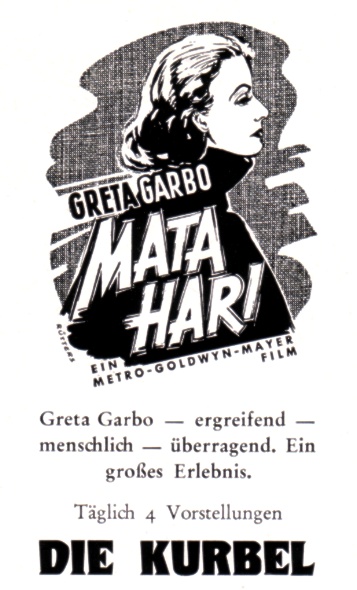 GRETA GARBO
MATA
HARI
RÜTTERS
EIN
METRO-GOLDWYN-MAYER
FILM
Greta Garbo — ergreifend —
menschlich — überragend. Ein
großes Erlebnis.
Täglich 4 Vorstellungen
DIE KURBEL